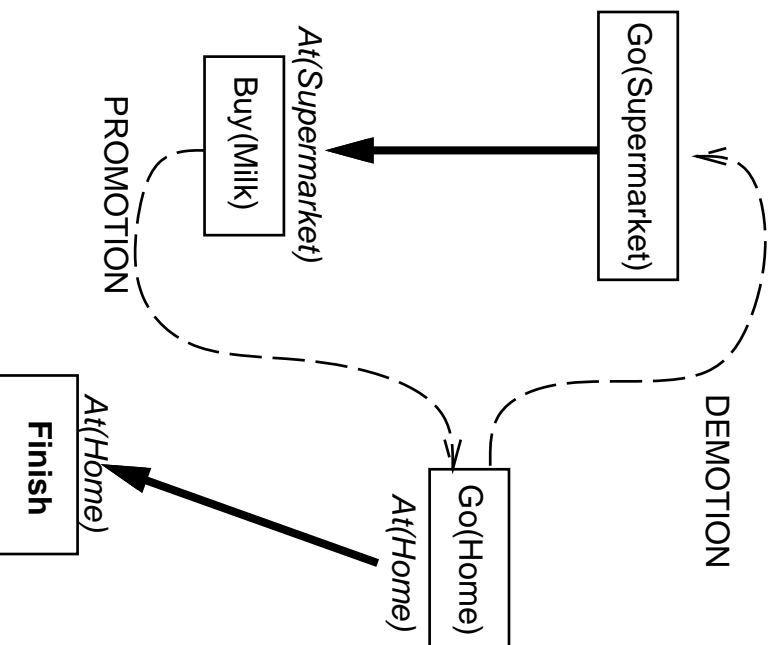 DEMOTION
Go(Supermarket)
Go(Home)
At(Home)
At(Supermarket)
Buy(Milk)
PROMOTION
At(Home)
Finish